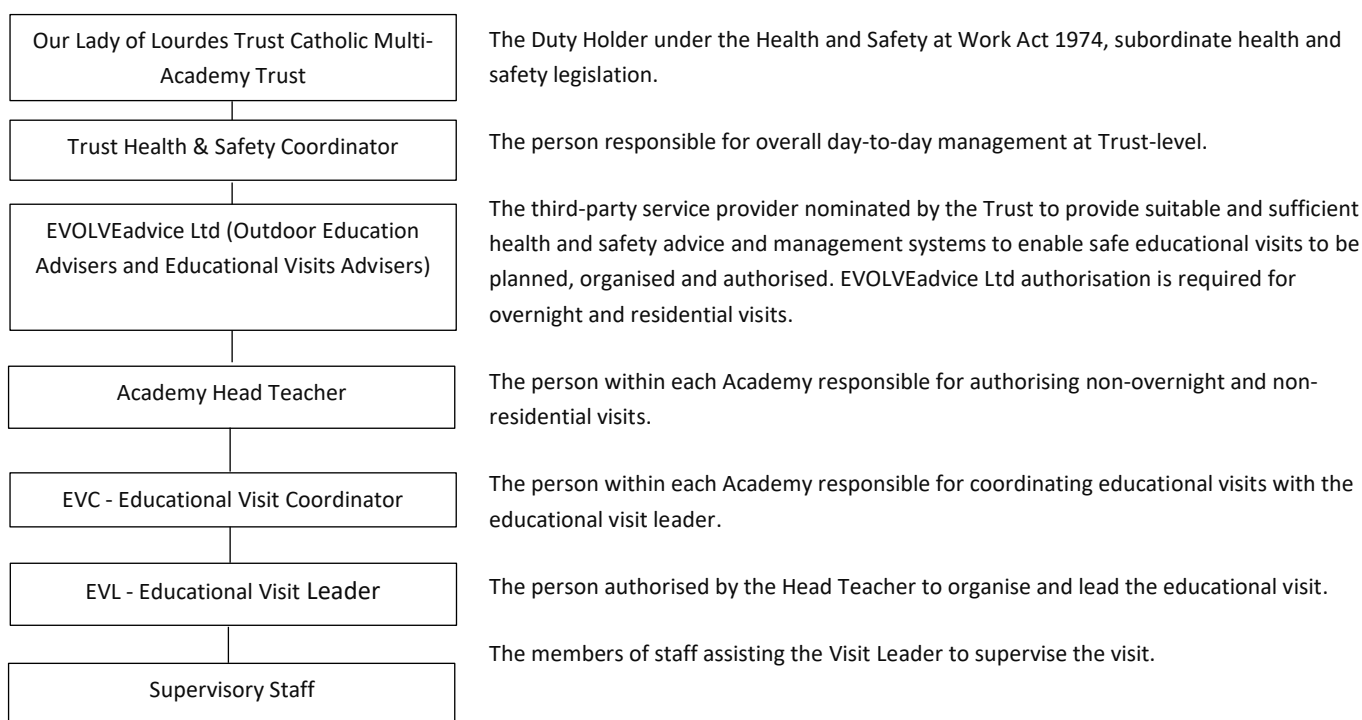 Our Lady of Lourdes Trust Catholic Multi-
Academy Trust
The Duty Holder under the Health and Safety at Work Act 1974, subordinate health and
safety legislation.
Trust Health & Safety Coordinator
The person responsible for overall day-to-day management at Trust-level.
EVOLVEadvice Ltd (Outdoor Education
Advisers and Educational Visits Advisers)
The third-party service provider nominated by the Trust to provide suitable and sufficient
health and safety advice and management systems to enable safe educational visits to be
planned, organised and authorised. EVOLVEadvice Ltd authorisation is required for
overnight and residential visits.
Academy Head Teacher
The person within each Academy responsible for authorising non-overnight and non-
residential visits.
EVC - Educational Visit Coordinator
The person within each Academy responsible for coordinating educational visits with the
educational visit leader.
EVL - Educational Visit Leader
The person authorised by the Head Teacher to organise and lead the educational visit.
Supervisory Staff
The members of staff assisting the Visit Leader to supervise the visit.